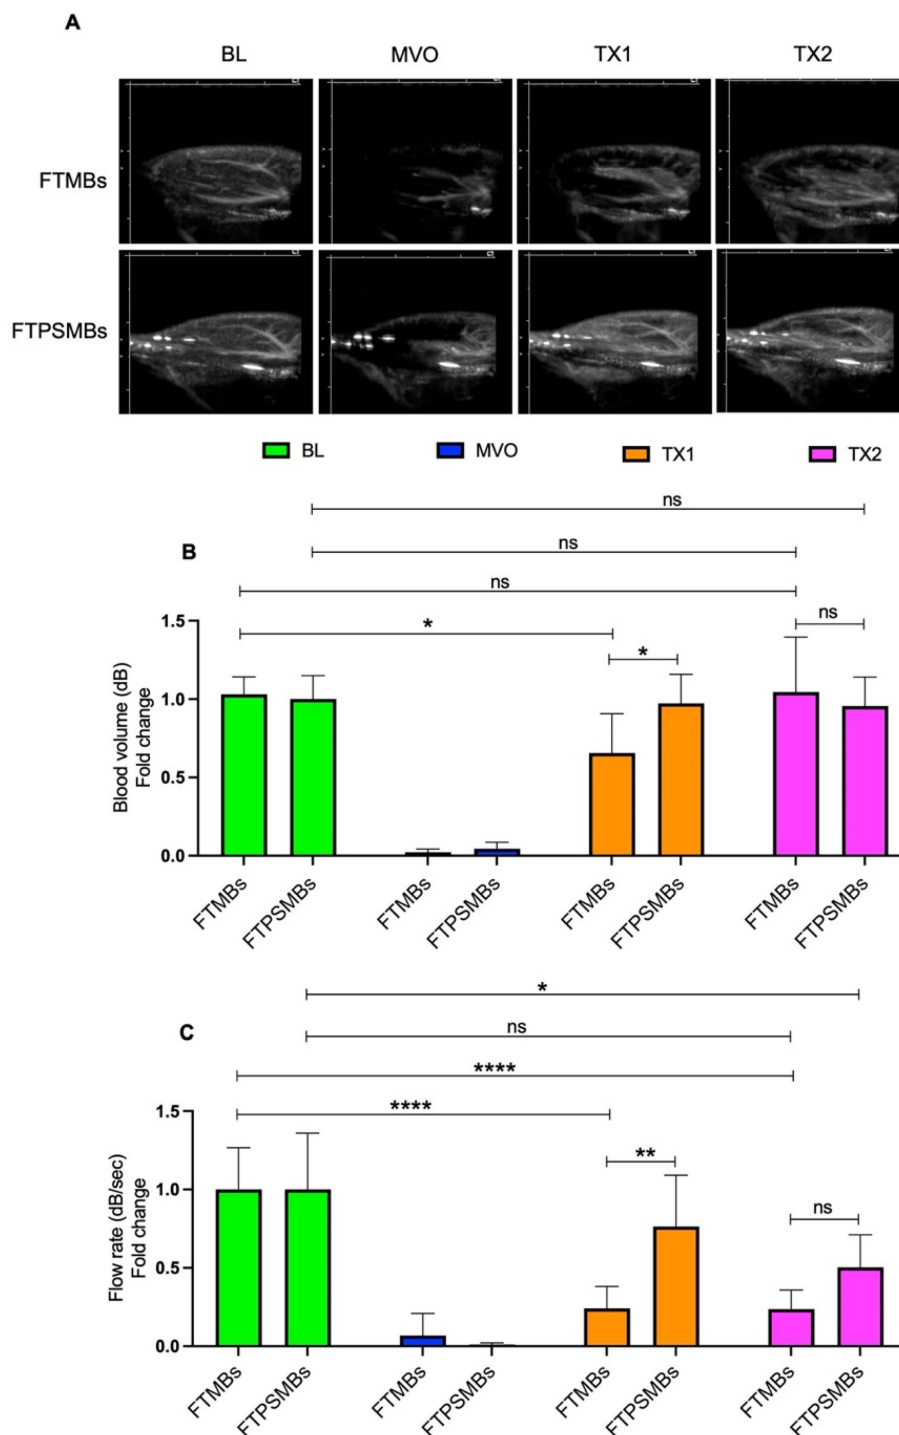 A
BL MVO TX1 TX2
FTMBs
FTPSMBs
BL MVO TX1 TX2
ns
B
ns
ns
*
ns
*
Blood volume (dB)
Fold change
1.5
1.0
0.5
0.0
FTMBs FTPSMBs FTMBs FTPSMBs FTMBs FTPSMBs FTMBs FTPSMBs
*
C
ns
****
****
**
ns
Flow rate (dB/sec)
Fold change
1.5
1.0
0.5
0.0
FTMBs FTPSMBs FTMBs FTPSMBs FTMBs FTPSMBs FTMBs FTPSMBs